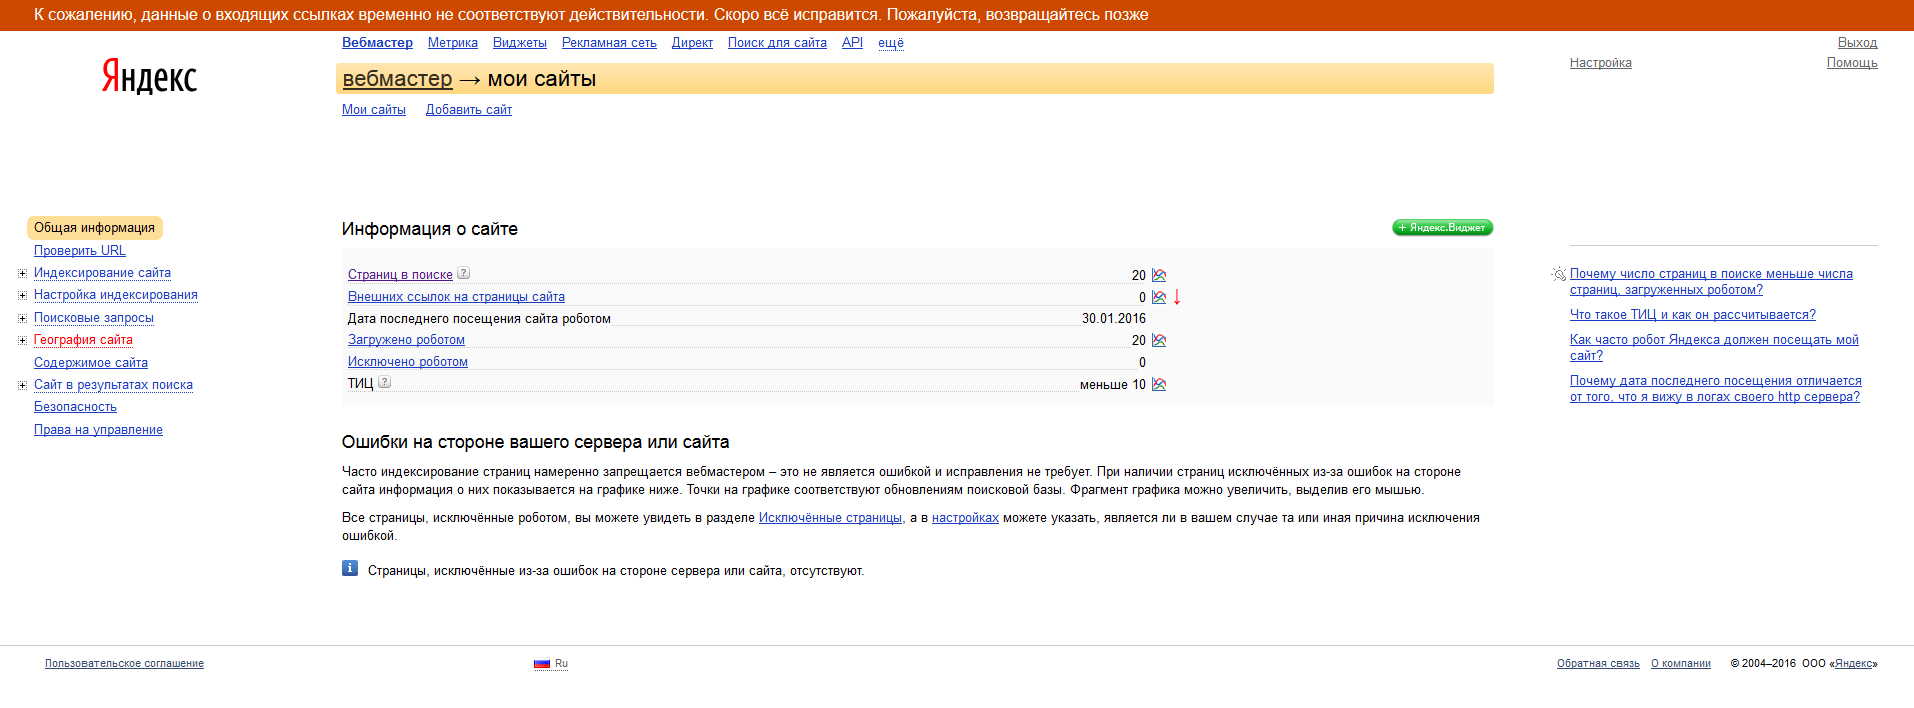 К сожалению, данные о входящих ссылках временно не соответствуют действительности. Скоро всё исправится. Пожалуйста, возвращайтесь позже
Вебмастер Метрика Виджеты Рекламная сеть Директ Поиск для сайта API ещё
Выход
Настройка Помощь
Яндекс
вебмастер → мои сайты
Мои сайты Добавить сайт
Общая информация
Проверить URL
Индексирование сайта
Настройка индексирования
Поисковые запросы
География сайта
Содержимое сайта
Сайт в результатах поиска
Безопасность
Права на управление
Информация о сайте
+ Яндекс.Виджет
Страниц в поиске ? 20
Внешних ссылок на страницы сайта 0 ↓
Дата последнего посещения сайта роботом 30.01.2016
Загружено роботом 20
Исключено роботом 0
ТИЦ ? меньше 10
Почему число страниц в поиске меньше числа
страниц, загруженных роботом?
Что такое ТИЦ и как он рассчитывается?
Как часто робот Яндекса должен посещать мой
сайт?
Почему дата последнего посещения отличается
от того, что я вижу в логах своего http сервера?
Ошибки на стороне вашего сервера или сайта
Часто индексирование страниц намеренно запрещается вебмастером – это не является ошибкой и исправления не требует. При наличии страниц исключённых из-за ошибок на стороне
сайта информация о них показывается на графике ниже. Точки на графике соответствуют обновлениям поисковой базы. Фрагмент графика можно увеличить, выделив его мышью.
Все страницы, исключённые роботом, вы можете увидеть в разделе Исключённые страницы, а в настройках можете указать, является ли в вашем случае та или иная причина исключения
ошибкой.
i Страницы, исключённые из-за ошибок на стороне сервера или сайта, отсутствуют.
Пользовательское соглашение
Ru
Обратная связь О компании © 2004–2016 ООО «Яндекс»